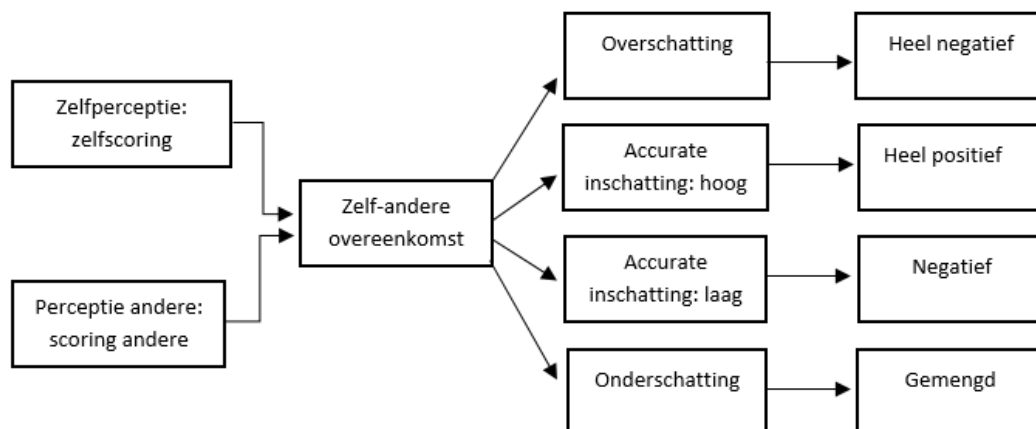 Zelfperceptie:
zelfscoring
Perceptie andere:
scoring andere
Zelf-andere
overeenkomst
Overschatting
Heel negatief
Accurate
inschatting: hoog
Heel positief
Accurate
inschatting: laag
Negatief
Onderschatting
Gemengd